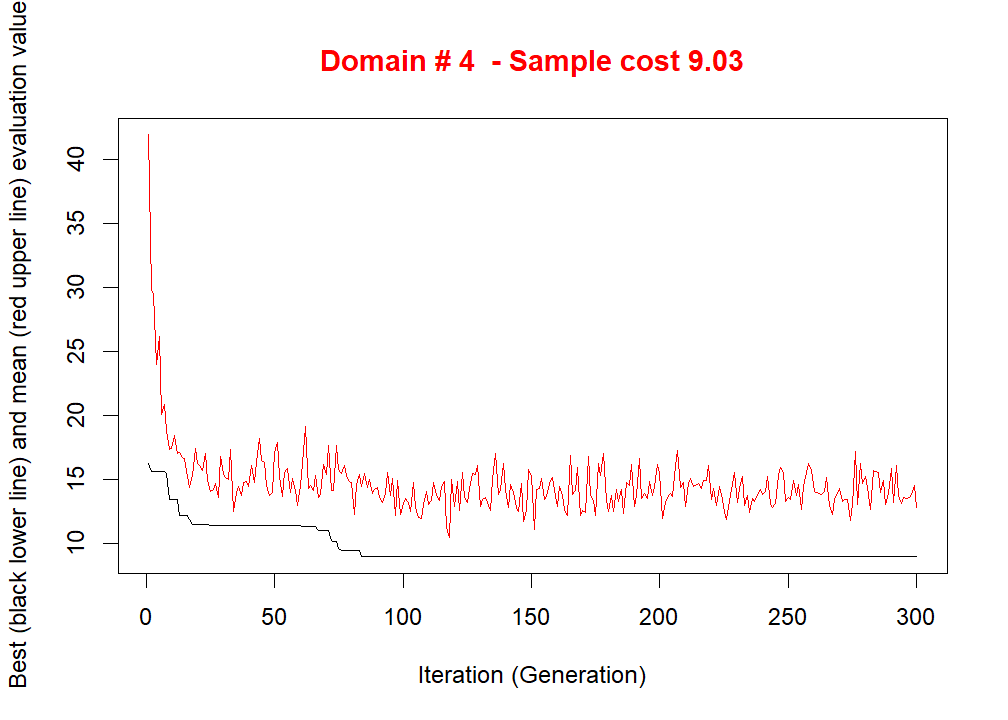 Domain # 4  - Sample cost 9.03
Best (black lower line) and mean (red upper line) evaluation value
40
35
30
25
20
15
10
0 50 100 150 200 250 300
Iteration (Generation)